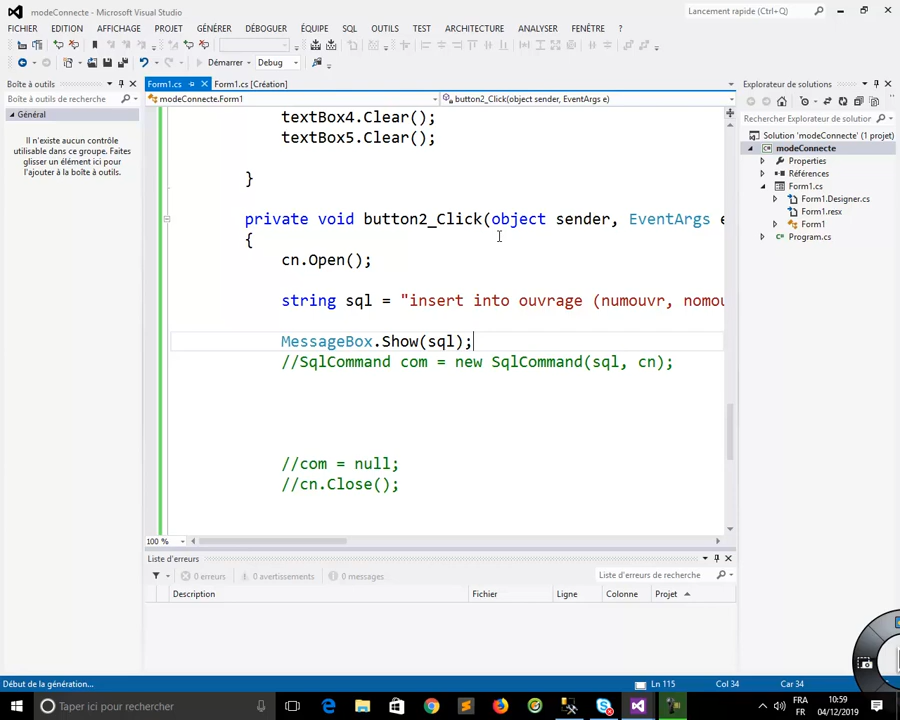 modeConnecte - Microsoft Visual Studio
Lancement rapide (Ctrl+Q)
FICHIER EDITION AFFICHAGE PROJET GÉNÉRER DÉBOGUER ÉQUIPE SQL OUTILS TEST ARCHITECTURE ANALYSER FENÊTRE ?
Démarrer Debug
Boîte à outils
Boîte à outils de recherche
Général
Il n'existe aucun contrôle
utilisable dans ce groupe. Faites
glisser un élément ici pour
l'ajouter à la boîte à outils.
Form1.cs Form1.cs [Création]
modeConnecte.Form1 button2_Click(object sender, EventArgs e)
textBox4.Clear();
textBox5.Clear();
}
private void button2_Click(object sender, EventArgs e
{
cn.Open();
string sql = "insert into ouvrage (numouvr, nomou
MessageBox.Show(sql);
//SqlCommand com = new SqlCommand(sql, cn);
//com = null;
//cn.Close();
100 %
Explorateur de solutions
Rechercher Explorateur de solutions
Solution 'modeConnecte' (1 projet)
modeConnecte
Properties
Références
Form1.cs
Form1.Designer.cs
Form1.resx
Form1
Program.cs
Liste d'erreurs
0 erreurs 0 avertissements 0 messages
Liste d'erreurs de recherche
Description Fichier Ligne Colonne Projet
Début de la génération... Ln 115 Col 34 Car 34
Taper ici pour rechercher
FRA
FR
10:59
04/12/2019